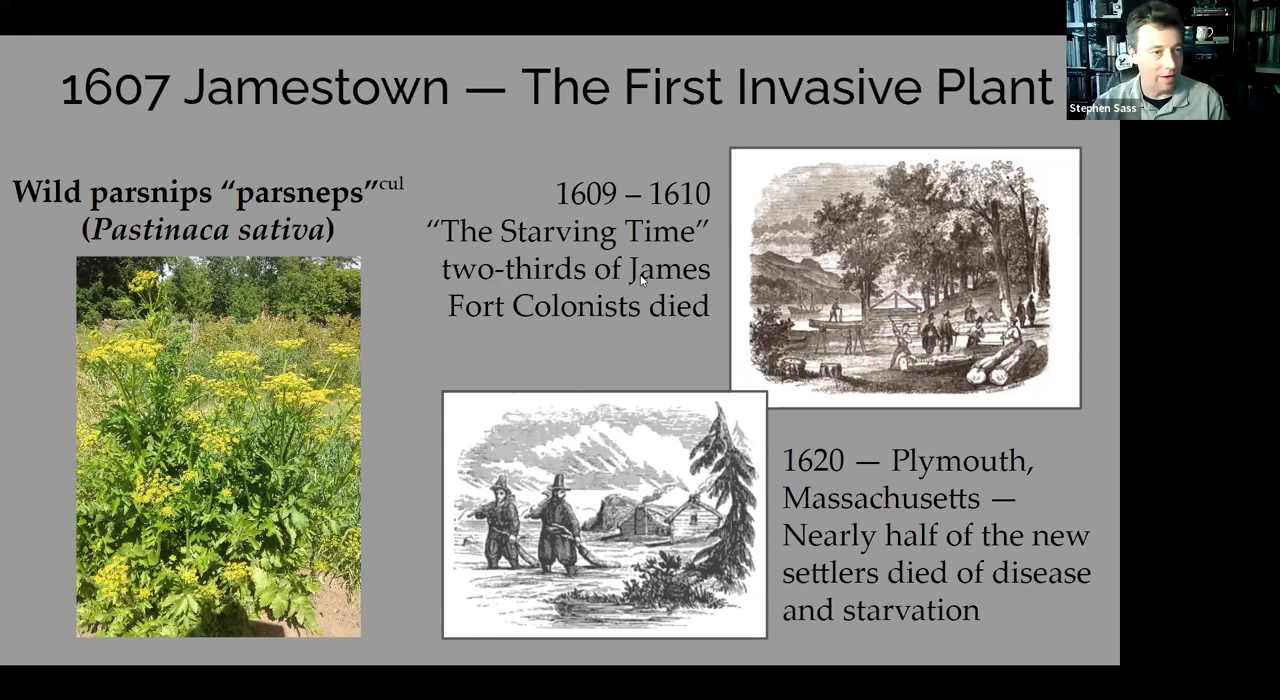 1607 Jamestown — The First Invasive Plant
Stephen Sass
Wild parsnips “parsneps”cul
(Pastinaca sativa)
1609 – 1610
“The Starving Time”
two-thirds of James
Fort Colonists died
1620 — Plymouth,
Massachusetts —
Nearly half of the new
settlers died of disease
and starvation